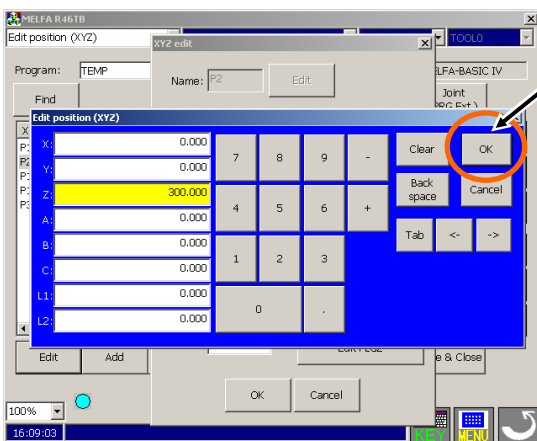 MELFA R46TB
Edit position (XYZ)
XYZ edit
TOOL0
Program: TEMP
Name: P2 Edit
LFA-BASIC IV
Find
Joint
Edit position (XYZ)
X: 0.000
Y: 0.000
Z: 300.000
A: 0.000
B: 0.000
C: 0.000
L1: 0.000
L2: 0.000
7 8 9 -
4 5 6 +
1 2 3
0 .
Clear OK
Back space Cancel
Tab <- ->
Edit Add
e & Close
OK Cancel
100%
16:09:03
KEY MENU